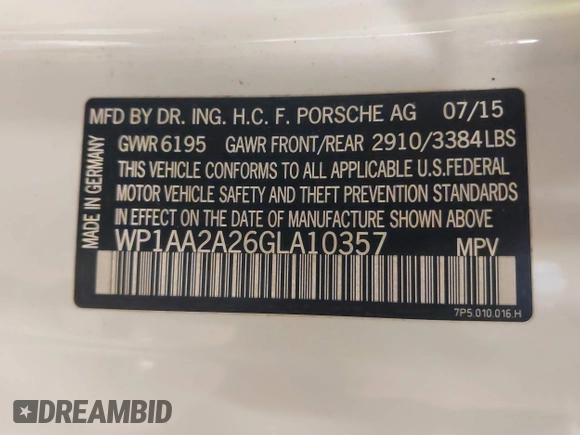 MFD BY DR. ING. H.C. F. PORSCHE AG 07/15
GVWR 6195 GAWR FRONT/REAR 2910/3384 LBS
THIS VEHICLE CONFORMS TO ALL APPLICABLE U.S.FEDERAL
MOTOR VEHICLE SAFETY AND THEFT PREVENTION STANDARDS
IN EFFECT ON THE DATE OF MANUFACTURE SHOWN ABOVE
WP1AA2A26GLA10357 MPV
MADE IN GERMANY
7P5.010.016.H
DREAMBID